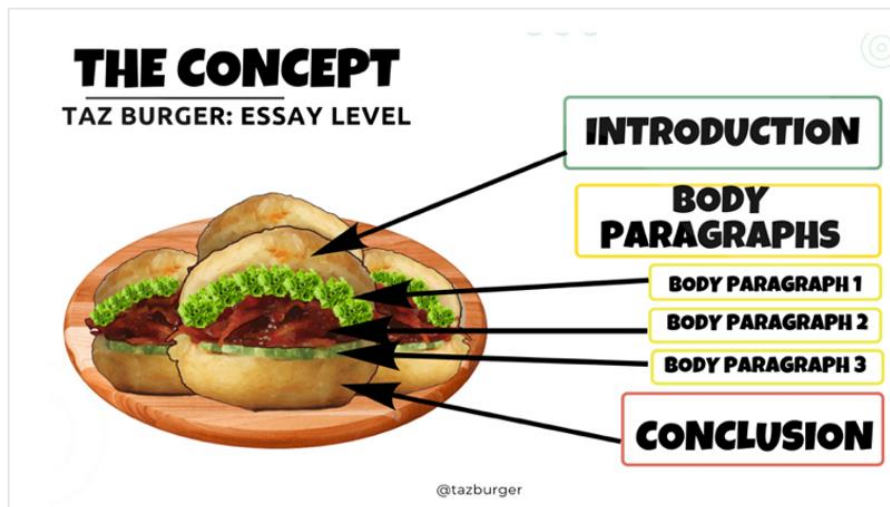 THE CONCEPT
TAZ BURGER: ESSAY LEVEL
INTRODUCTION
BODY
PARAGRAPHS
BODY PARAGRAPH 1
BODY PARAGRAPH 2
BODY PARAGRAPH 3
CONCLUSION
@tazburger